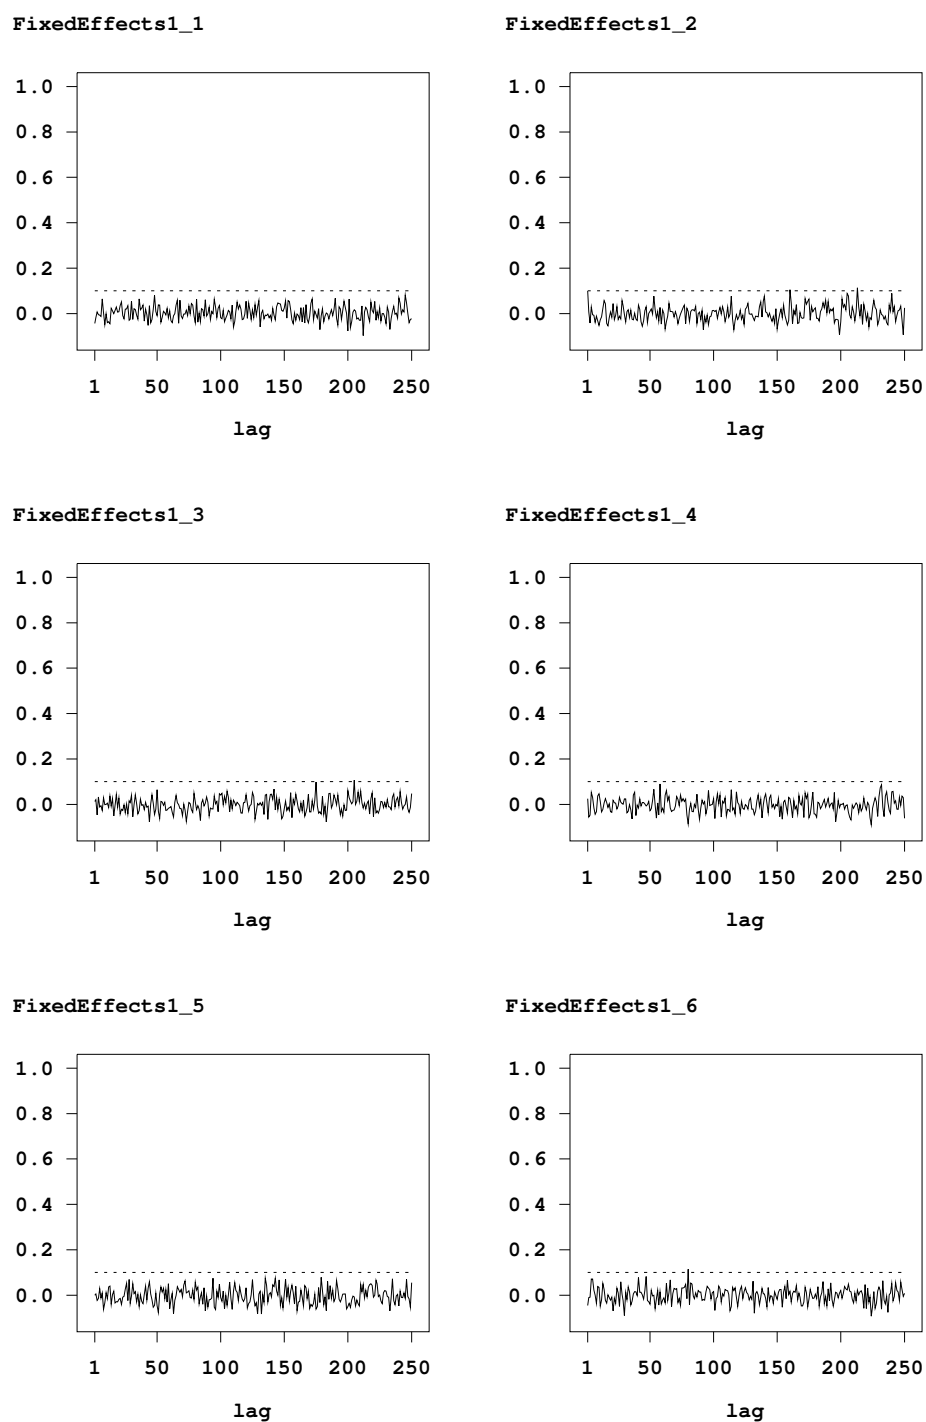 FixedEffects1_1
FixedEffects1_2
1.0
0.8
0.6
0.4
0.2
0.0
1 50 100 150 200 250
lag
1.0
0.8
0.6
0.4
0.2
0.0
1 50 100 150 200 250
lag
FixedEffects1_3
FixedEffects1_4
1.0
0.8
0.6
0.4
0.2
0.0
1 50 100 150 200 250
lag
1.0
0.8
0.6
0.4
0.2
0.0
1 50 100 150 200 250
lag
FixedEffects1_5
FixedEffects1_6
1.0
0.8
0.6
0.4
0.2
0.0
1 50 100 150 200 250
lag
1.0
0.8
0.6
0.4
0.2
0.0
1 50 100 150 200 250
lag